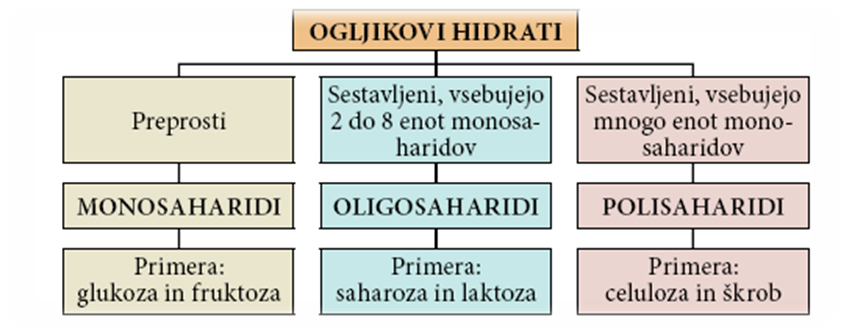 OGLJIKOVI HIDRATI
Preprosti
Sestavljeni, vsebujejo
2 do 8 enot monosa-
haridov
Sestavljeni, vsebujejo
mnogo enot mono-
saharidov
MONOSAHARIDI
OLIGOSAHARIDI
POLISAHARIDI
Primera:
glukoza in fruktoza
Primera:
saharoza in laktoza
Primera:
celuloza in škrob